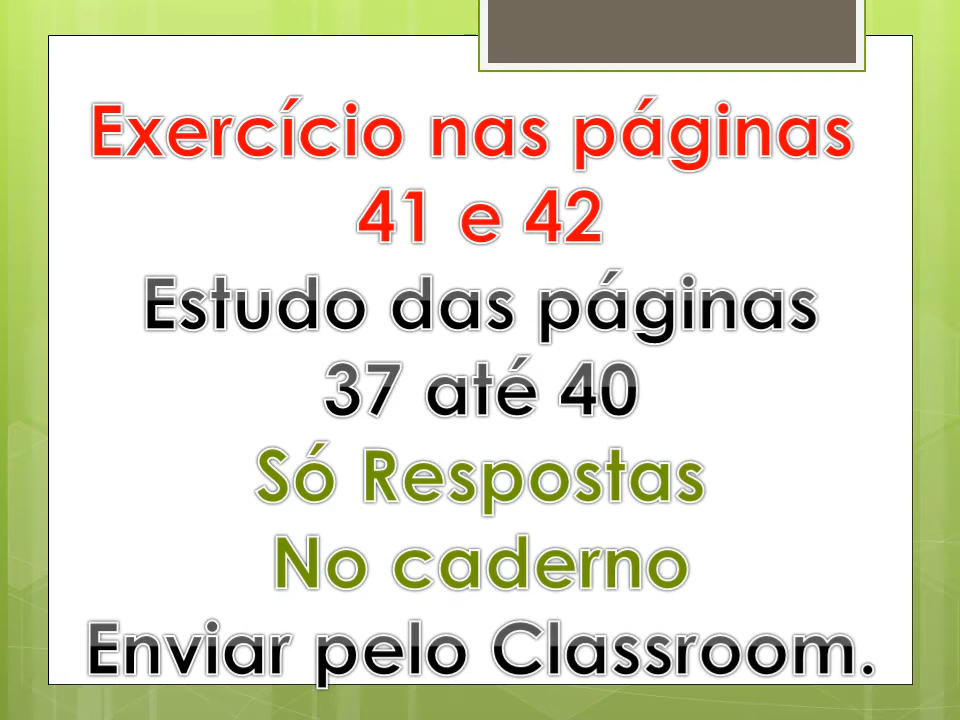 Exercício nas páginas
41 e 42
Estudo das páginas
37 até 40
Só Respostas
No caderno
Enviar pelo Classroom.